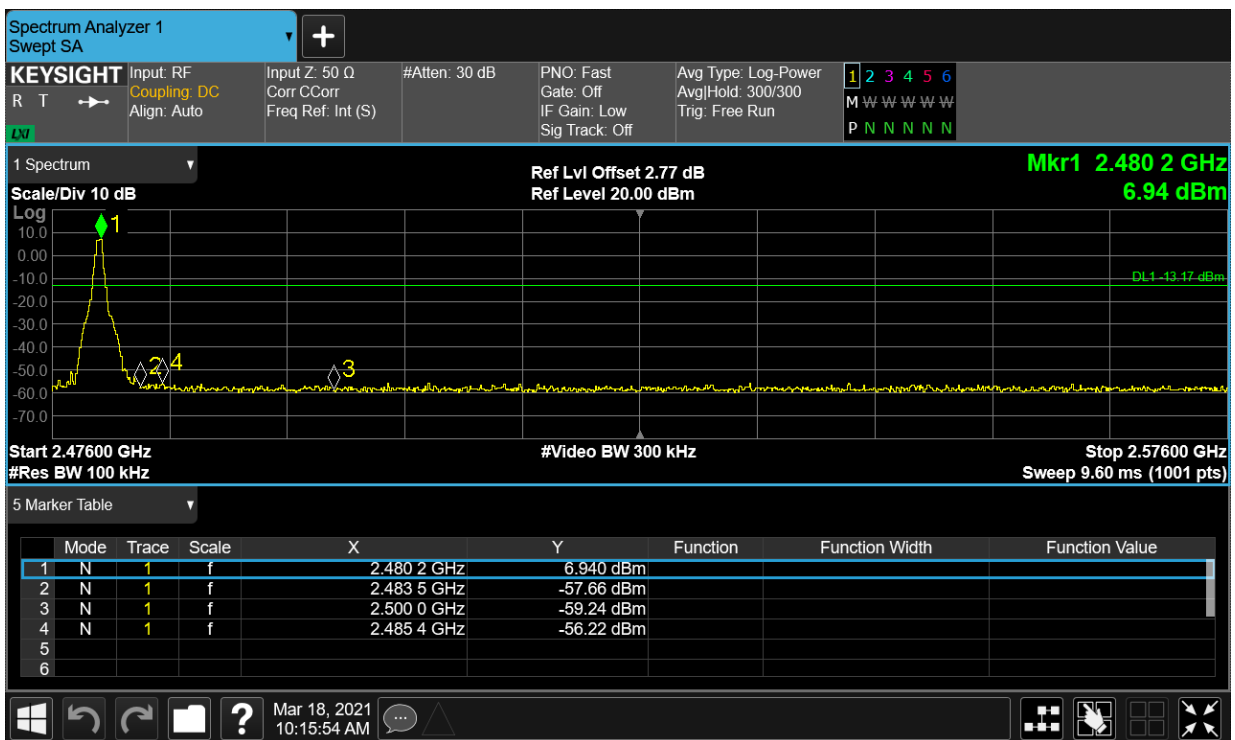 Spectrum Analyzer 1
Swept SA
+
KEYSIGHT
R T
LXI
Input: RF
Coupling: DC
Align: Auto
Input Z: 50 Ω
Corr CCorr
Freq Ref: Int (S)
#Atten: 30 dB
PNO: Fast
Gate: Off
IF Gain: Low
Sig Track: Off
Avg Type: Log-Power
Avg|Hold: 300/300
Trig: Free Run
1 2 3 4 5 6
M W W W W W
P N N N N N
1 Spectrum
Scale/Div 10 dB
Ref Lvl Offset 2.77 dB
Ref Level 20.00 dBm
Mkr1 2.480 2 GHz
6.94 dBm
Log
10.0
0.00
-10.0
-20.0
-30.0
-40.0
-50.0
-60.0
-70.0
1
2
4
3
DL1 -13.17 dBm
Start 2.47600 GHz
#Res BW 100 kHz
#Video BW 300 kHz
Stop 2.57600 GHz
Sweep 9.60 ms (1001 pts)
5 Marker Table
Mode Trace Scale X Y Function Function Width Function Value
1 N 1 f 2.480 2 GHz 6.940 dBm
2 N 1 f 2.483 5 GHz -57.66 dBm
3 N 1 f 2.500 0 GHz -59.24 dBm
4 N 1 f 2.485 4 GHz -56.22 dBm
5
6
?
Mar 18, 2021
10:15:54 AM